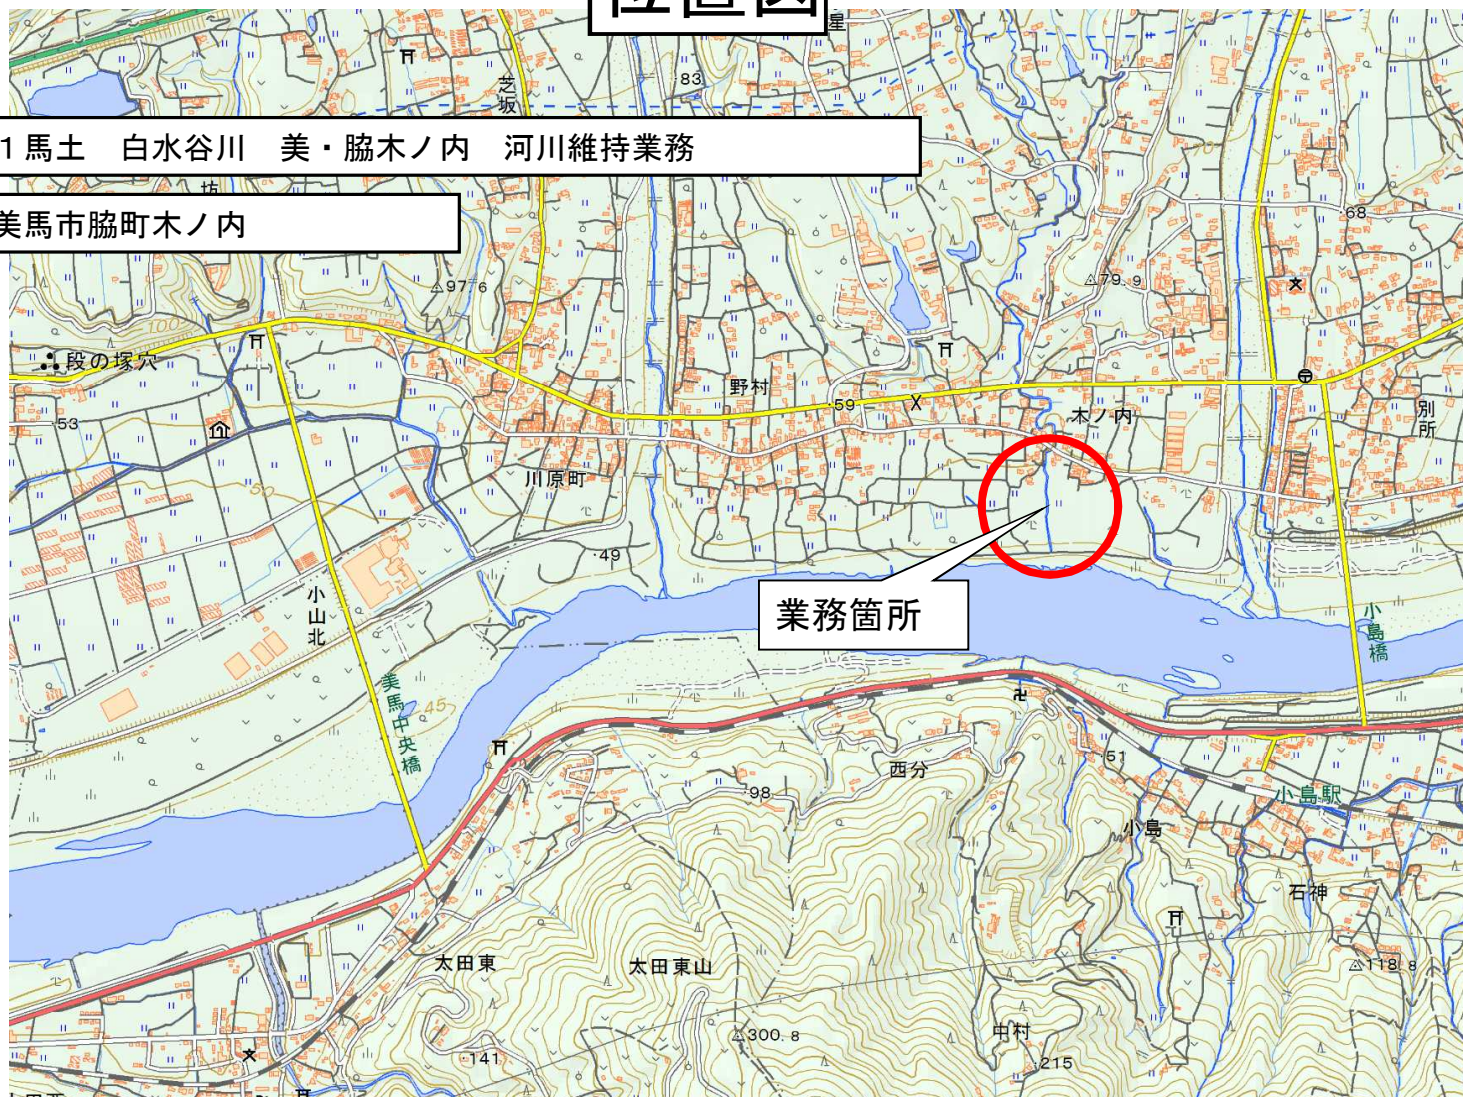 位置図
星
芝坂
83
１馬土　白水谷川　美・脇木ノ内　河川維持業務
坊
美馬市脇町木ノ内
70
68
97.6
79.9
100
段の塚穴
野村
59
木ノ内
別所
53
川原町
50
49
小山北
業務箇所
小島橋
美馬中央橋
45
西分
51
98
小島駅
小島
石神
太田東
太田東山
118.8
300.8
中村
141
215